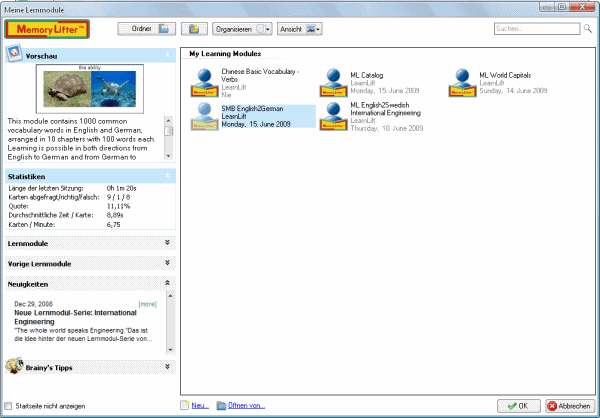 Meine Lernmodule
MemoryLifter™
Ordner
Organisieren
Ansicht
Suchen...
Vorschau
the ability
This module contains 1000 common
vocabulary words in English and German,
arranged in 10 chapters with 100 words each.
Learning is possible in both directions from
English to German and from German to
Statistiken
Länge der letzten Sitzung: 0h 1m 20s
Karten abgefragt/richtig/falsch: 9 / 1 / 8
Quote: 11,11%
Durchschnittliche Zeit / Karte: 8,89s
Karten / Minute: 6,75
Lernmodule
Vorige Lernmodule
Neuigkeiten
Dec 29, 2008 [more]
Neue Lernmodul-Serie: International
Engineering
"The whole world speaks Engineering."Das ist
die Idee hinter der neuen Lernmodul-Serie von...
Brainy's Tipps
Startseite nicht anzeigen
My Learning Modules
Chinese Basic Vocabulary -
Verbs
LearnLift
Nie
ML Catalog
LearnLift
Monday, 15. June 2009
ML World Capitals
LearnLift
Sunday, 14. June 2009
SMB English2German
LearnLift
Monday, 15. June 2009
ML English2Swedish
International Engineering
LearnLift
Thursday, 18. June 2009
Neu...
Öffnen von...
OK
Abbrechen